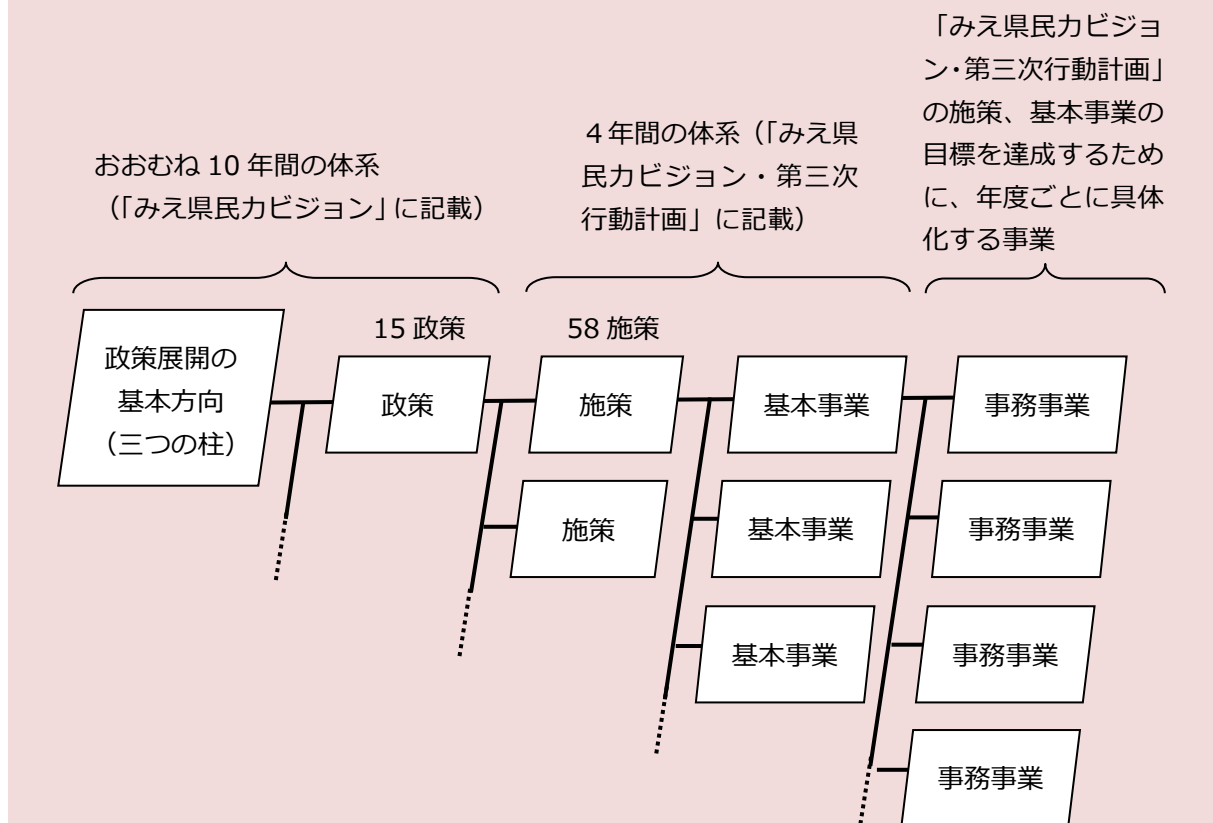 おおむね 10 年間の体系
（「みえ県民力ビジョン」に記載）
４年間の体系（「みえ県
民力ビジョン・第三次
行動計画」に記載）
「みえ県民力ビジョ
ン・第三次行動計画」
の施策、基本事業の
目標を達成するため
に、年度ごとに具体
化する事業
15 政策
58 施策
政策展開の
基本方向
（三つの柱）
政策
施策
基本事業
事務事業
施策
基本事業
事務事業
基本事業
事務事業
事務事業